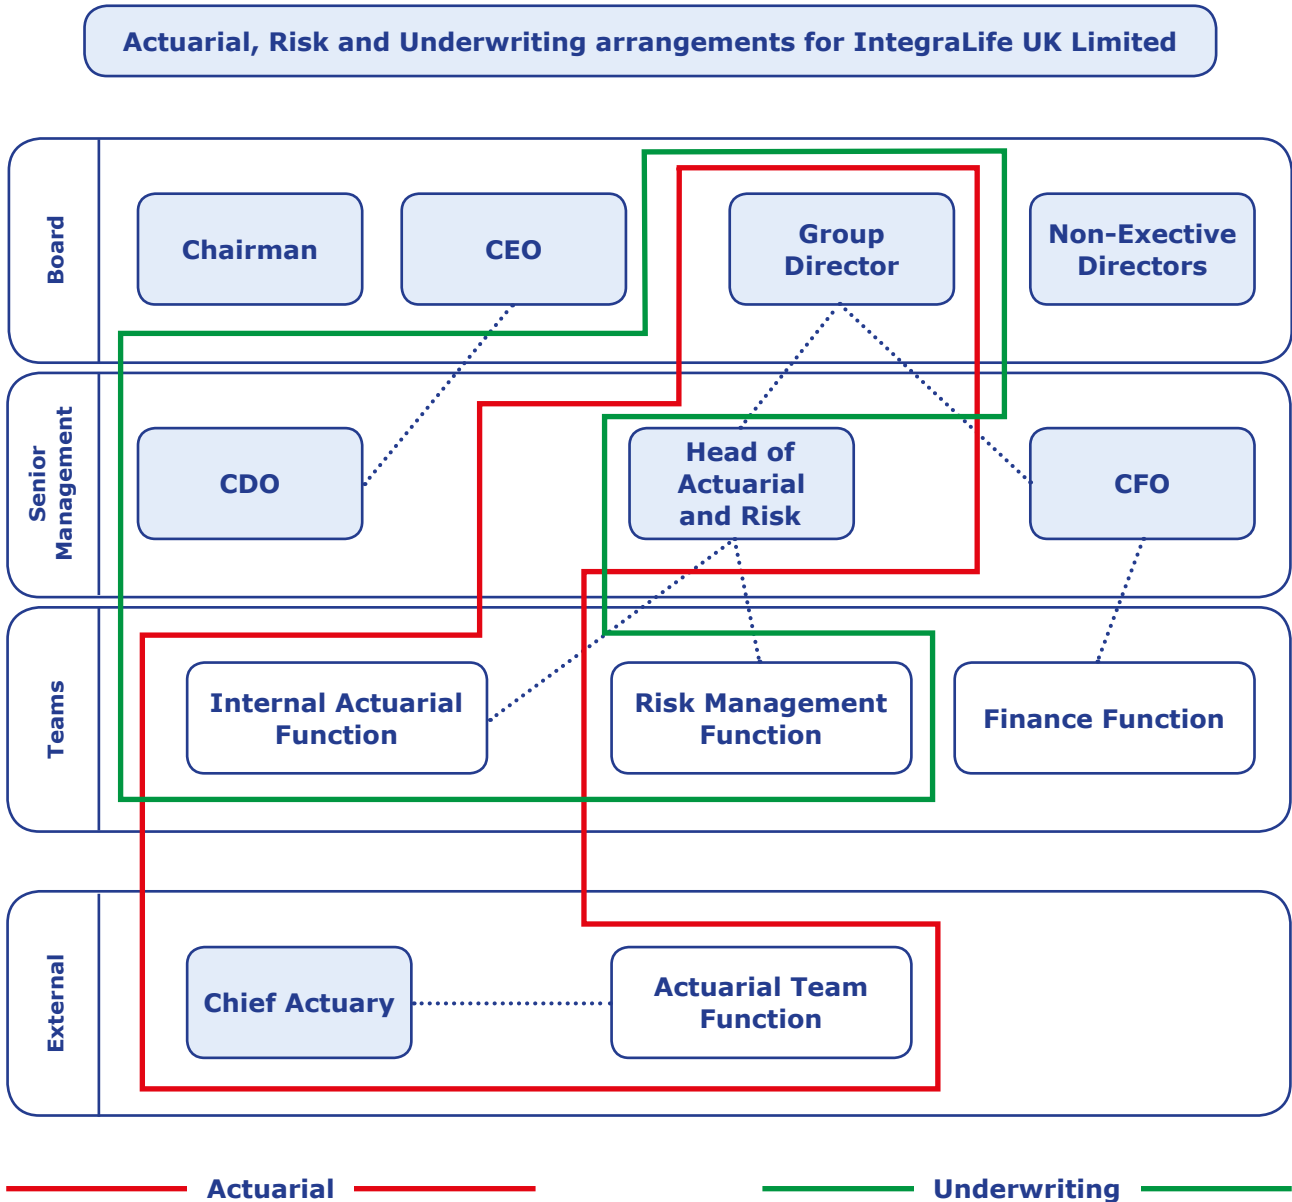 Actuarial, Risk and Underwriting arrangements for IntegraLife UK Limited
Board
Chairman
CEO
Group
Director
Non-Exective
Directors
Senior
Management
CDO
Head of
Actuarial
and Risk
CFO
Teams
Internal Actuarial
Function
Risk Management
Function
Finance Function
External
Chief Actuary
Actuarial Team
Function
Actuarial
Underwriting